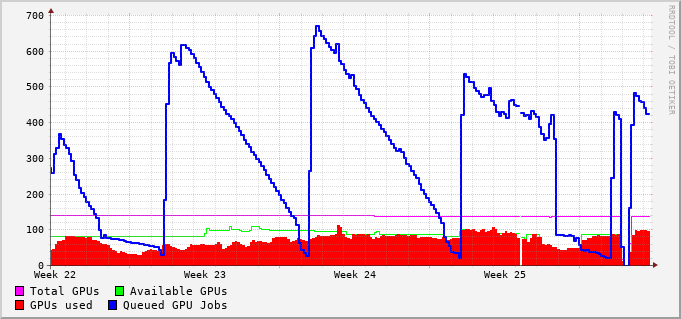 700
600
500
400
300
200
100
0
Week 22 Week 23 Week 24 Week 25
Total GPUs Available GPUs
GPUs used Queued GPU Jobs
RRDTOOL / TOBI OETIKER